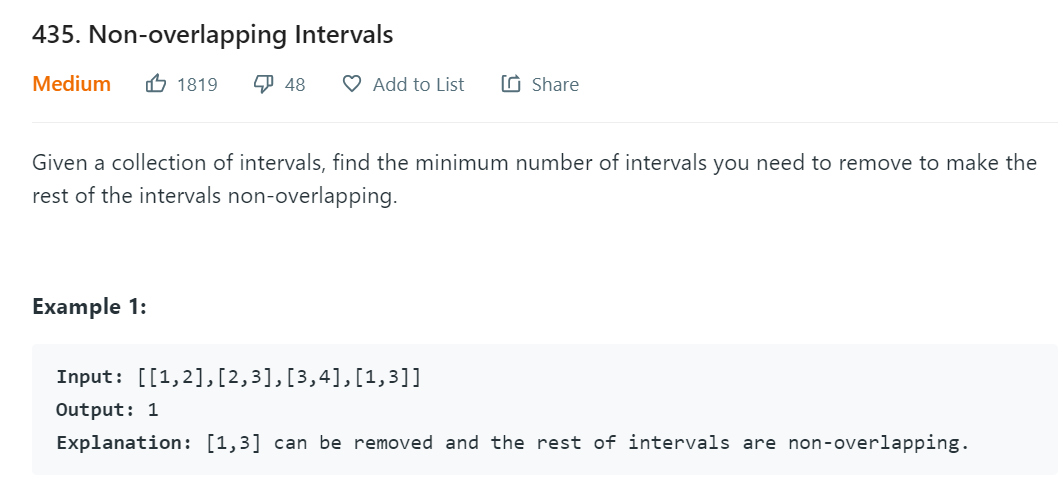 435. Non-overlapping Intervals
Medium 1819 48 Add to List Share
Given a collection of intervals, find the minimum number of intervals you need to remove to make the
rest of the intervals non-overlapping.
Example 1:
Input: [[1,2],[2,3],[3,4],[1,3]]
Output: 1
Explanation: [1,3] can be removed and the rest of intervals are non-overlapping.